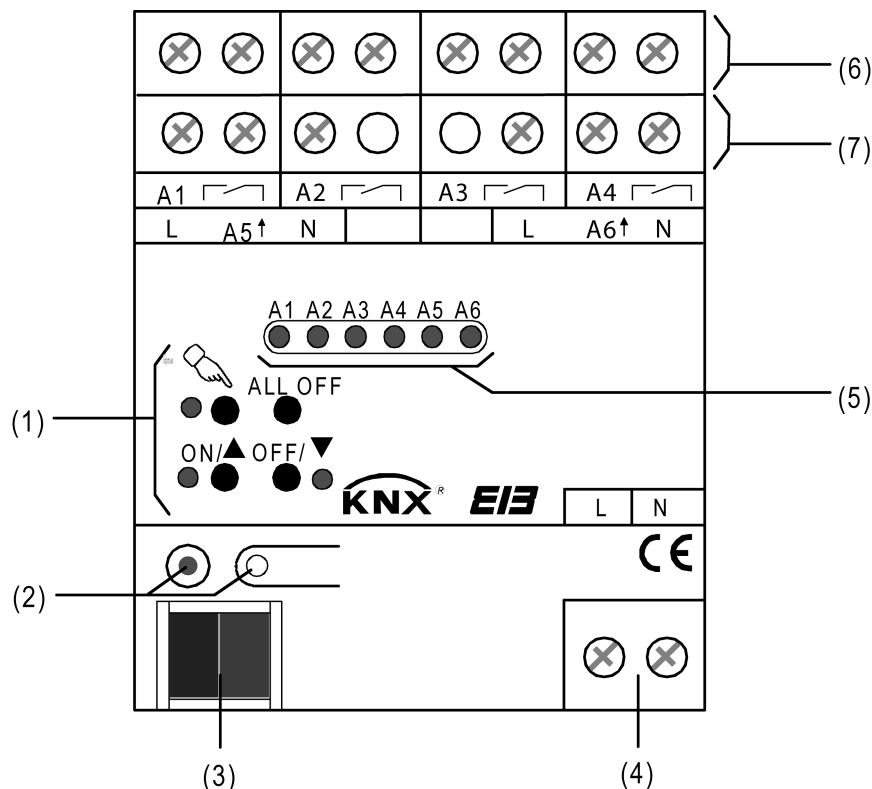 (6)
(7)
A1 A2 A3 A4
L A5↑ N L A6↑ N
A1 A2 A3 A4 A5 A6
(5)
ALL OFF
(1)
ON/▲ OFF/▼
KNX® EIB
L N
CE
(2)
(3) (4)